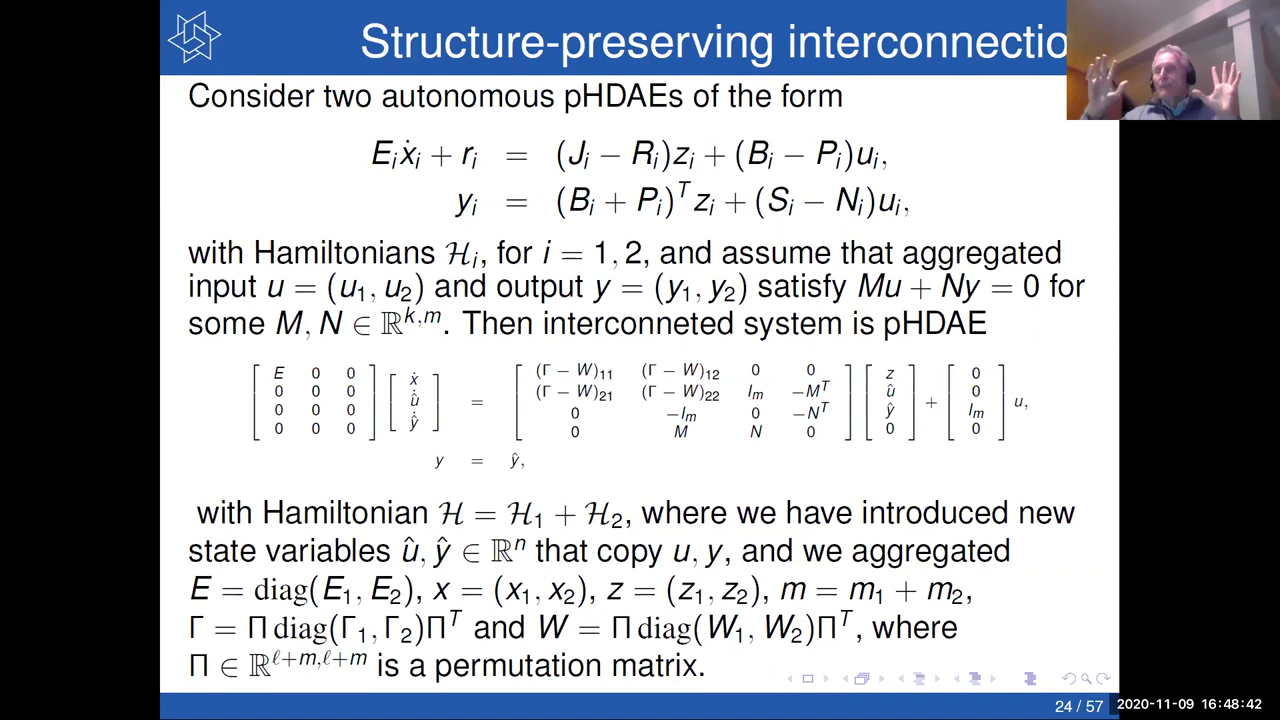 Structure-preserving interconnectio
Consider two autonomous pHDAEs of the form
E_i ẋ_i + r_i = (J_i − R_i)z_i + (B_i − P_i)u_i,
y_i = (B_i + P_i)^T z_i + (S_i − N_i)u_i,
with Hamiltonians ℋ_i, for i = 1, 2, and assume that aggregated
input u = (u_1, u_2) and output y = (y_1, y_2) satisfy Mu + Ny = 0 for
some M, N ∈ ℝ^{k,m}. Then interconneted system is pHDAE
[E 0 0; 0 0 0; 0 0 0; 0 0 0] [ẋ; û̇; ŷ̇] = [(Γ − W)_{11} (Γ − W)_{12} 0 0; (Γ − W)_{21} (Γ − W)_{22} I_m −M^T; 0 −I_m 0 −N^T; 0 M N 0] [z; û; ŷ; 0] + [0; 0; I_m; 0] u,
y = ŷ,
with Hamiltonian ℋ = ℋ_1 + ℋ_2, where we have introduced new
state variables û, ŷ ∈ ℝ^n that copy u, y, and we aggregated
E = diag(E_1, E_2), x = (x_1, x_2), z = (z_1, z_2), m = m_1 + m_2,
Γ = Π diag(Γ_1, Γ_2)Π^T and W = Π diag(W_1, W_2)Π^T, where
Π ∈ ℝ^{ℓ+m,ℓ+m} is a permutation matrix.
24 / 57
2020-11-09 16:48:42